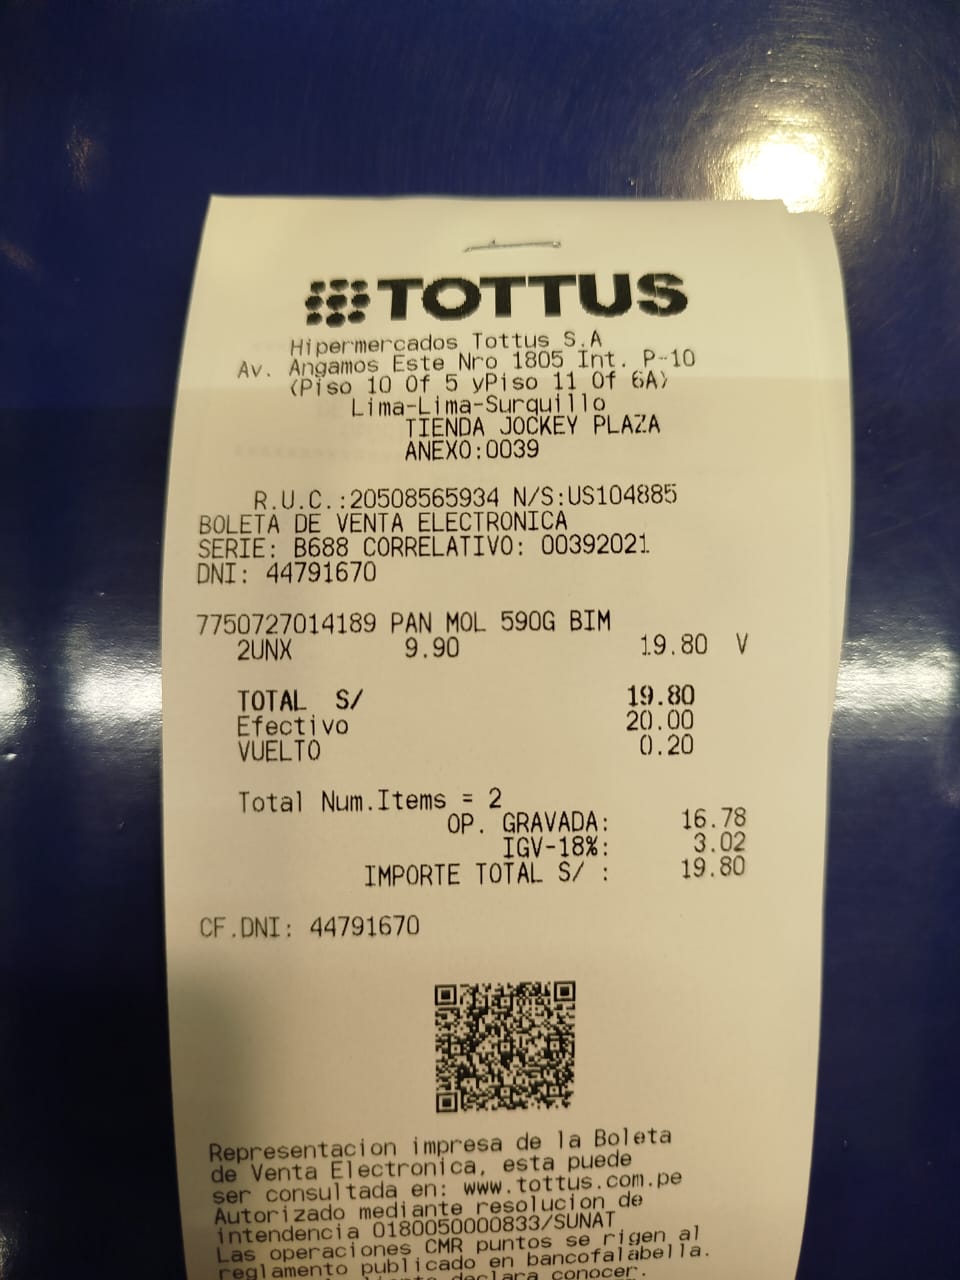 TOTTUS
Hipermercados Tottus S.A
Av. Angamos Este Nro 1805 Int. P-10
(Piso 10 Of 5 yPiso 11 Of 6A)
Lima-Lima-Surquillo
TIENDA JOCKEY PLAZA
ANEXO:0039
R.U.C.:20508565934 N/S:US104885
BOLETA DE VENTA ELECTRONICA
SERIE: B688 CORRELATIVO: 00392021
DNI: 44791670
7750727014189 PAN MOL 590G BIM
2UNX 9.90 19.80 V
TOTAL S/ 19.80
Efectivo 20.00
VUELTO 0.20
Total Num.Items = 2
OP. GRAVADA: 16.78
IGV-18%: 3.02
IMPORTE TOTAL S/ : 19.80
CF.DNI: 44791670
Representacion impresa de la Boleta
de Venta Electronica, esta puede
ser consultada en: www.tottus.com.pe
Autorizado mediante resolucion de
intendencia 0180050000833/SUNAT
Las operaciones CMR puntos se rigen al
reglamento publicado en bancofalabella.
declara conocer.